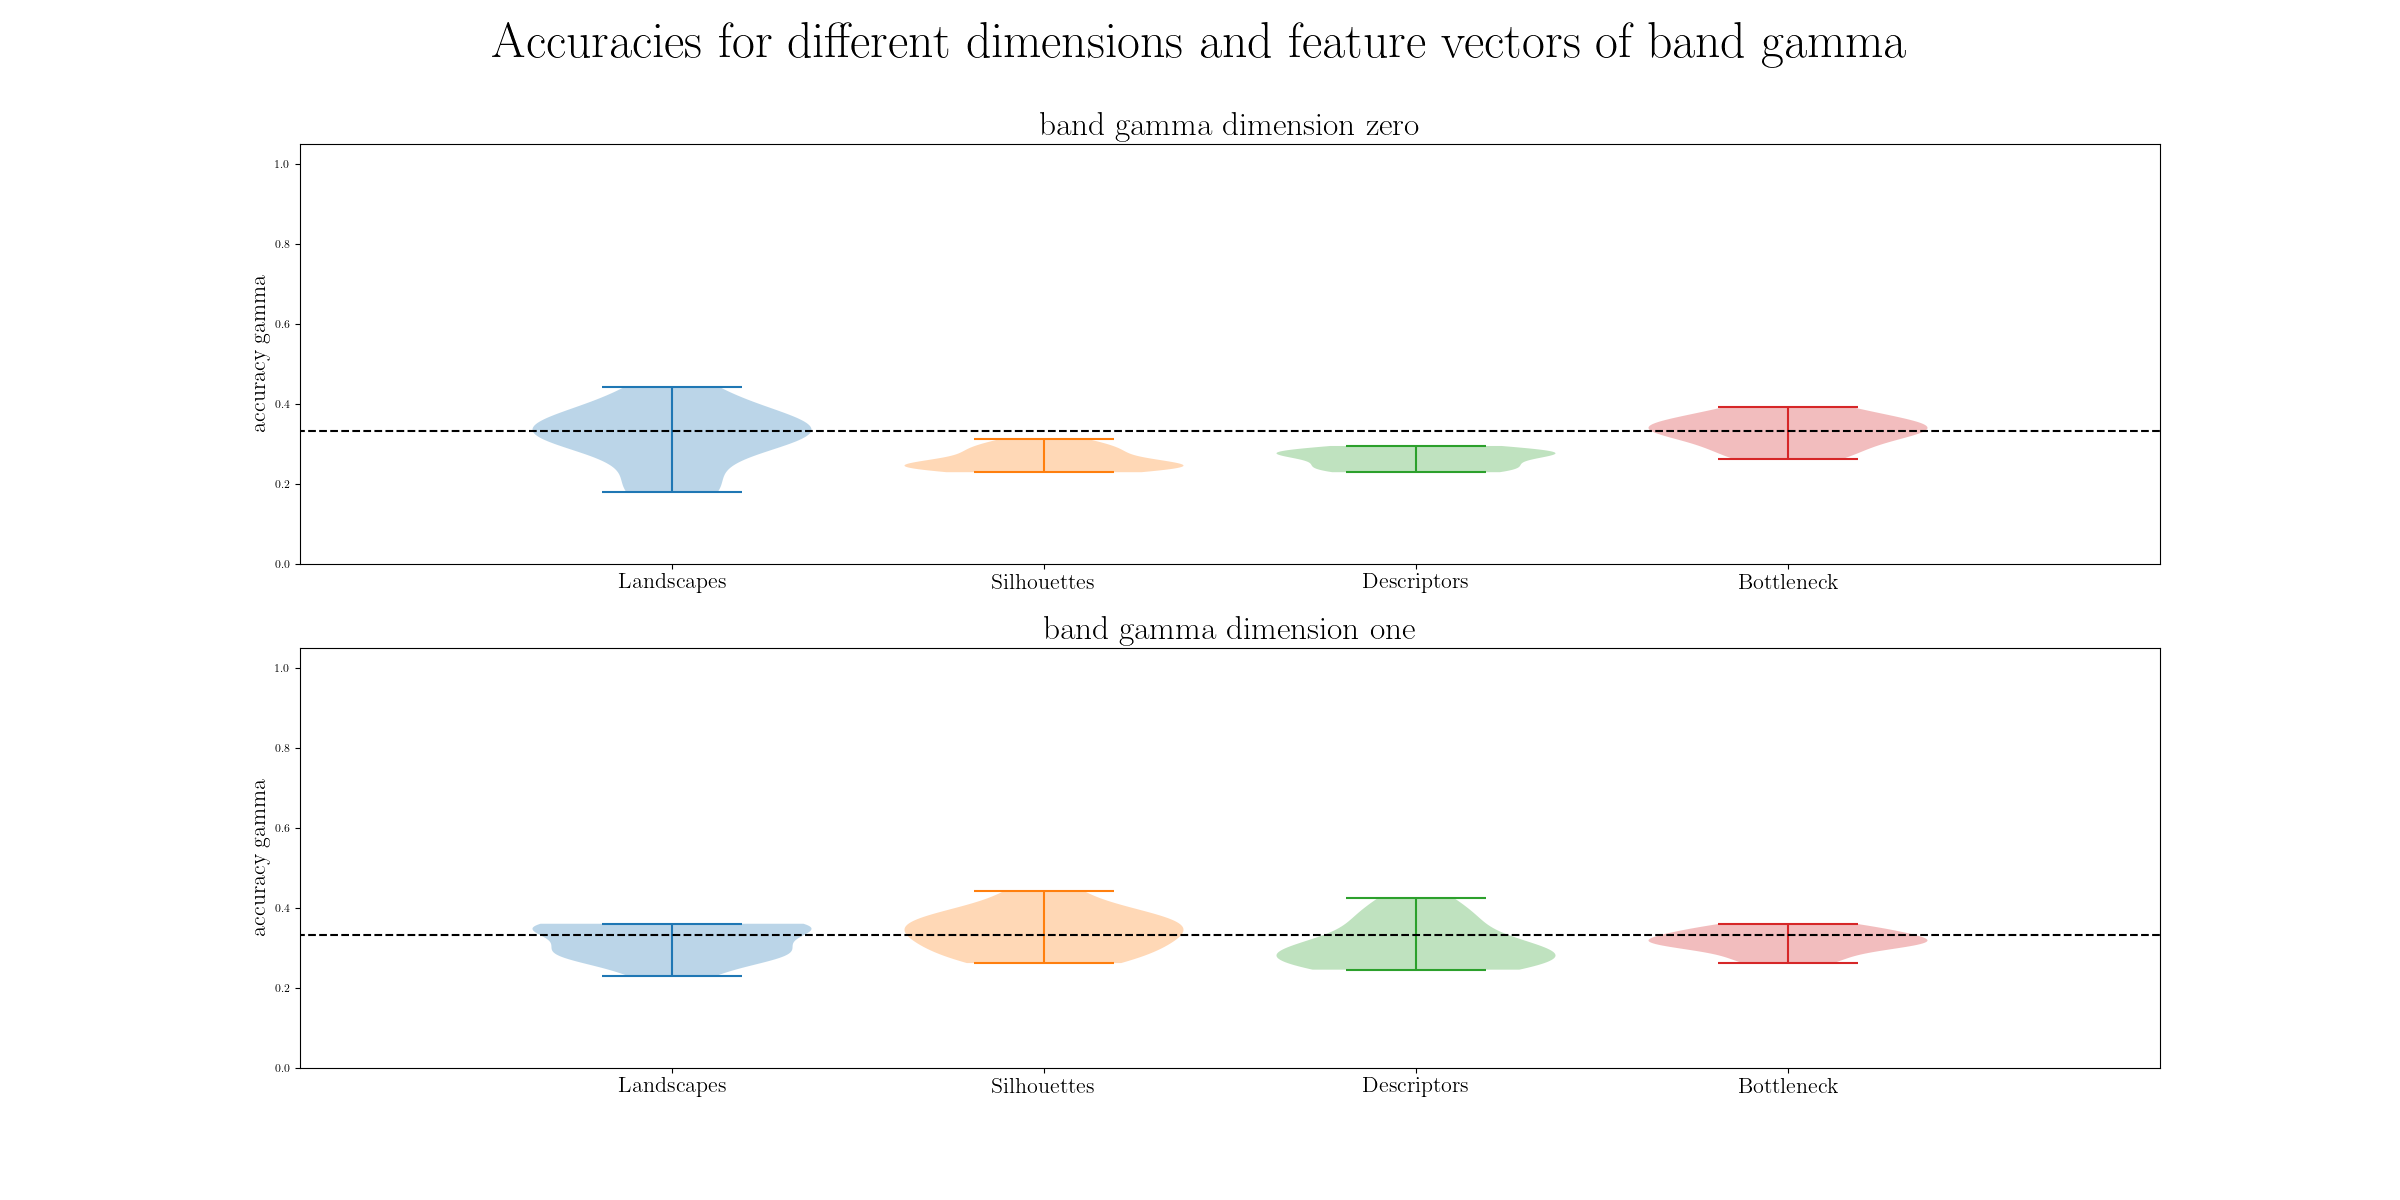 Accuracies for different dimensions and feature vectors of band gamma
band gamma dimension zero
accuracy gamma
1.0
0.8
0.6
0.4
0.2
0.0
Landscapes Silhouettes Descriptors Bottleneck
band gamma dimension one
accuracy gamma
1.0
0.8
0.6
0.4
0.2
0.0
Landscapes Silhouettes Descriptors Bottleneck